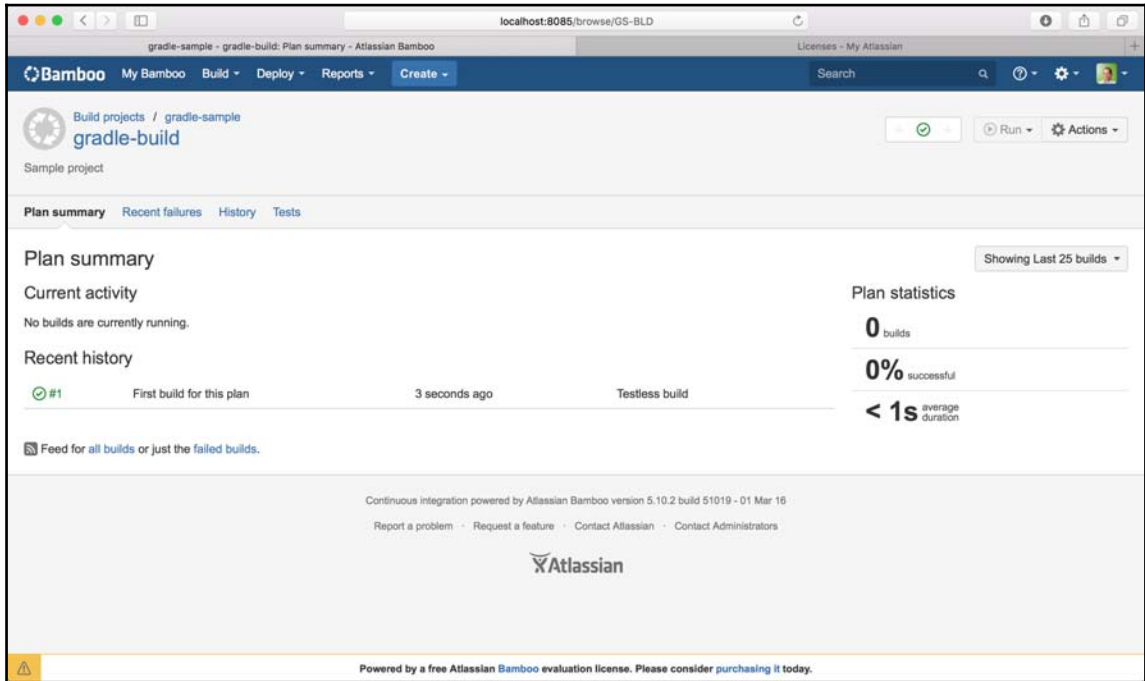 localhost:8085/browse/GS-BLD
gradle-sample - gradle-build: Plan summary - Atlassian Bamboo
Licenses - My Atlassian
Bamboo My Bamboo Build Deploy Reports Create Search
Build projects / gradle-sample
gradle-build
Run Actions
Sample project
Plan summary Recent failures History Tests
Plan summary
Showing Last 25 builds
Current activity
Plan statistics
No builds are currently running.
0 builds
Recent history
0% successful
#1 First build for this plan 3 seconds ago Testless build
< 1s average duration
Feed for all builds or just the failed builds.
Continuous integration powered by Atlassian Bamboo version 5.10.2 build 51019 - 01 Mar 16
Report a problem · Request a feature · Contact Atlassian · Contact Administrators
Atlassian
Powered by a free Atlassian Bamboo evaluation license. Please consider purchasing it today.